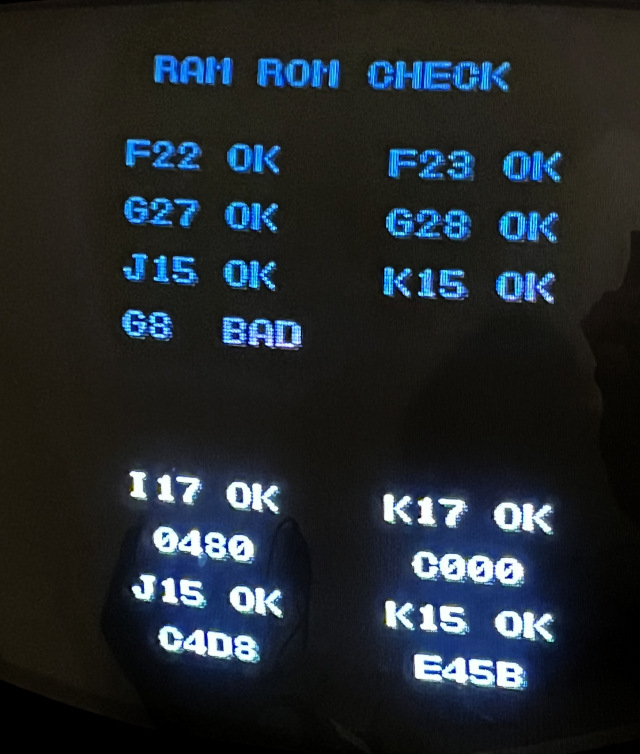 RAM ROM CHECK
F22 OK F23 OK
G27 OK G28 OK
J15 OK K15 OK
G8 BAD
I17 OK K17 OK
0480 C000
J15 OK K15 OK
C4D8 E45B